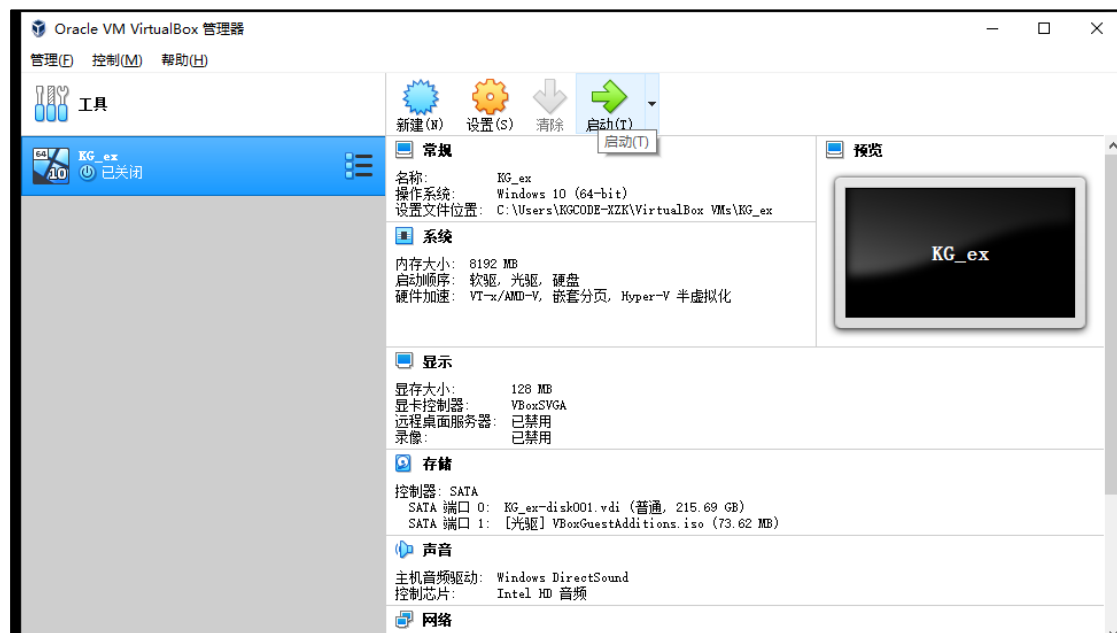 Oracle VM VirtualBox 管理器
管理(F) 控制(M) 帮助(H)
工具
新建(N) 设置(S) 清除 启动(T)
启动(T)
64
10
KG_ex
已关闭
常规
名称: KG_ex
操作系统: Windows 10 (64-bit)
设置文件位置: C:\Users\KGCODE-XZK\VirtualBox VMs\KG_ex
预览
KG_ex
系统
内存大小: 8192 MB
启动顺序: 软驱, 光驱, 硬盘
硬件加速: VT-x/AMD-V, 嵌套分页, Hyper-V 半虚拟化
显示
显存大小: 128 MB
显卡控制器: VBoxSVGA
远程桌面服务器: 已禁用
录像: 已禁用
存储
控制器: SATA
SATA 端口 0: KG_ex-disk001.vdi (普通, 215.69 GB)
SATA 端口 1: [光驱] VBoxGuestAdditions.iso (73.62 MB)
声音
主机音频驱动: Windows DirectSound
控制芯片: Intel HD 音频
网络